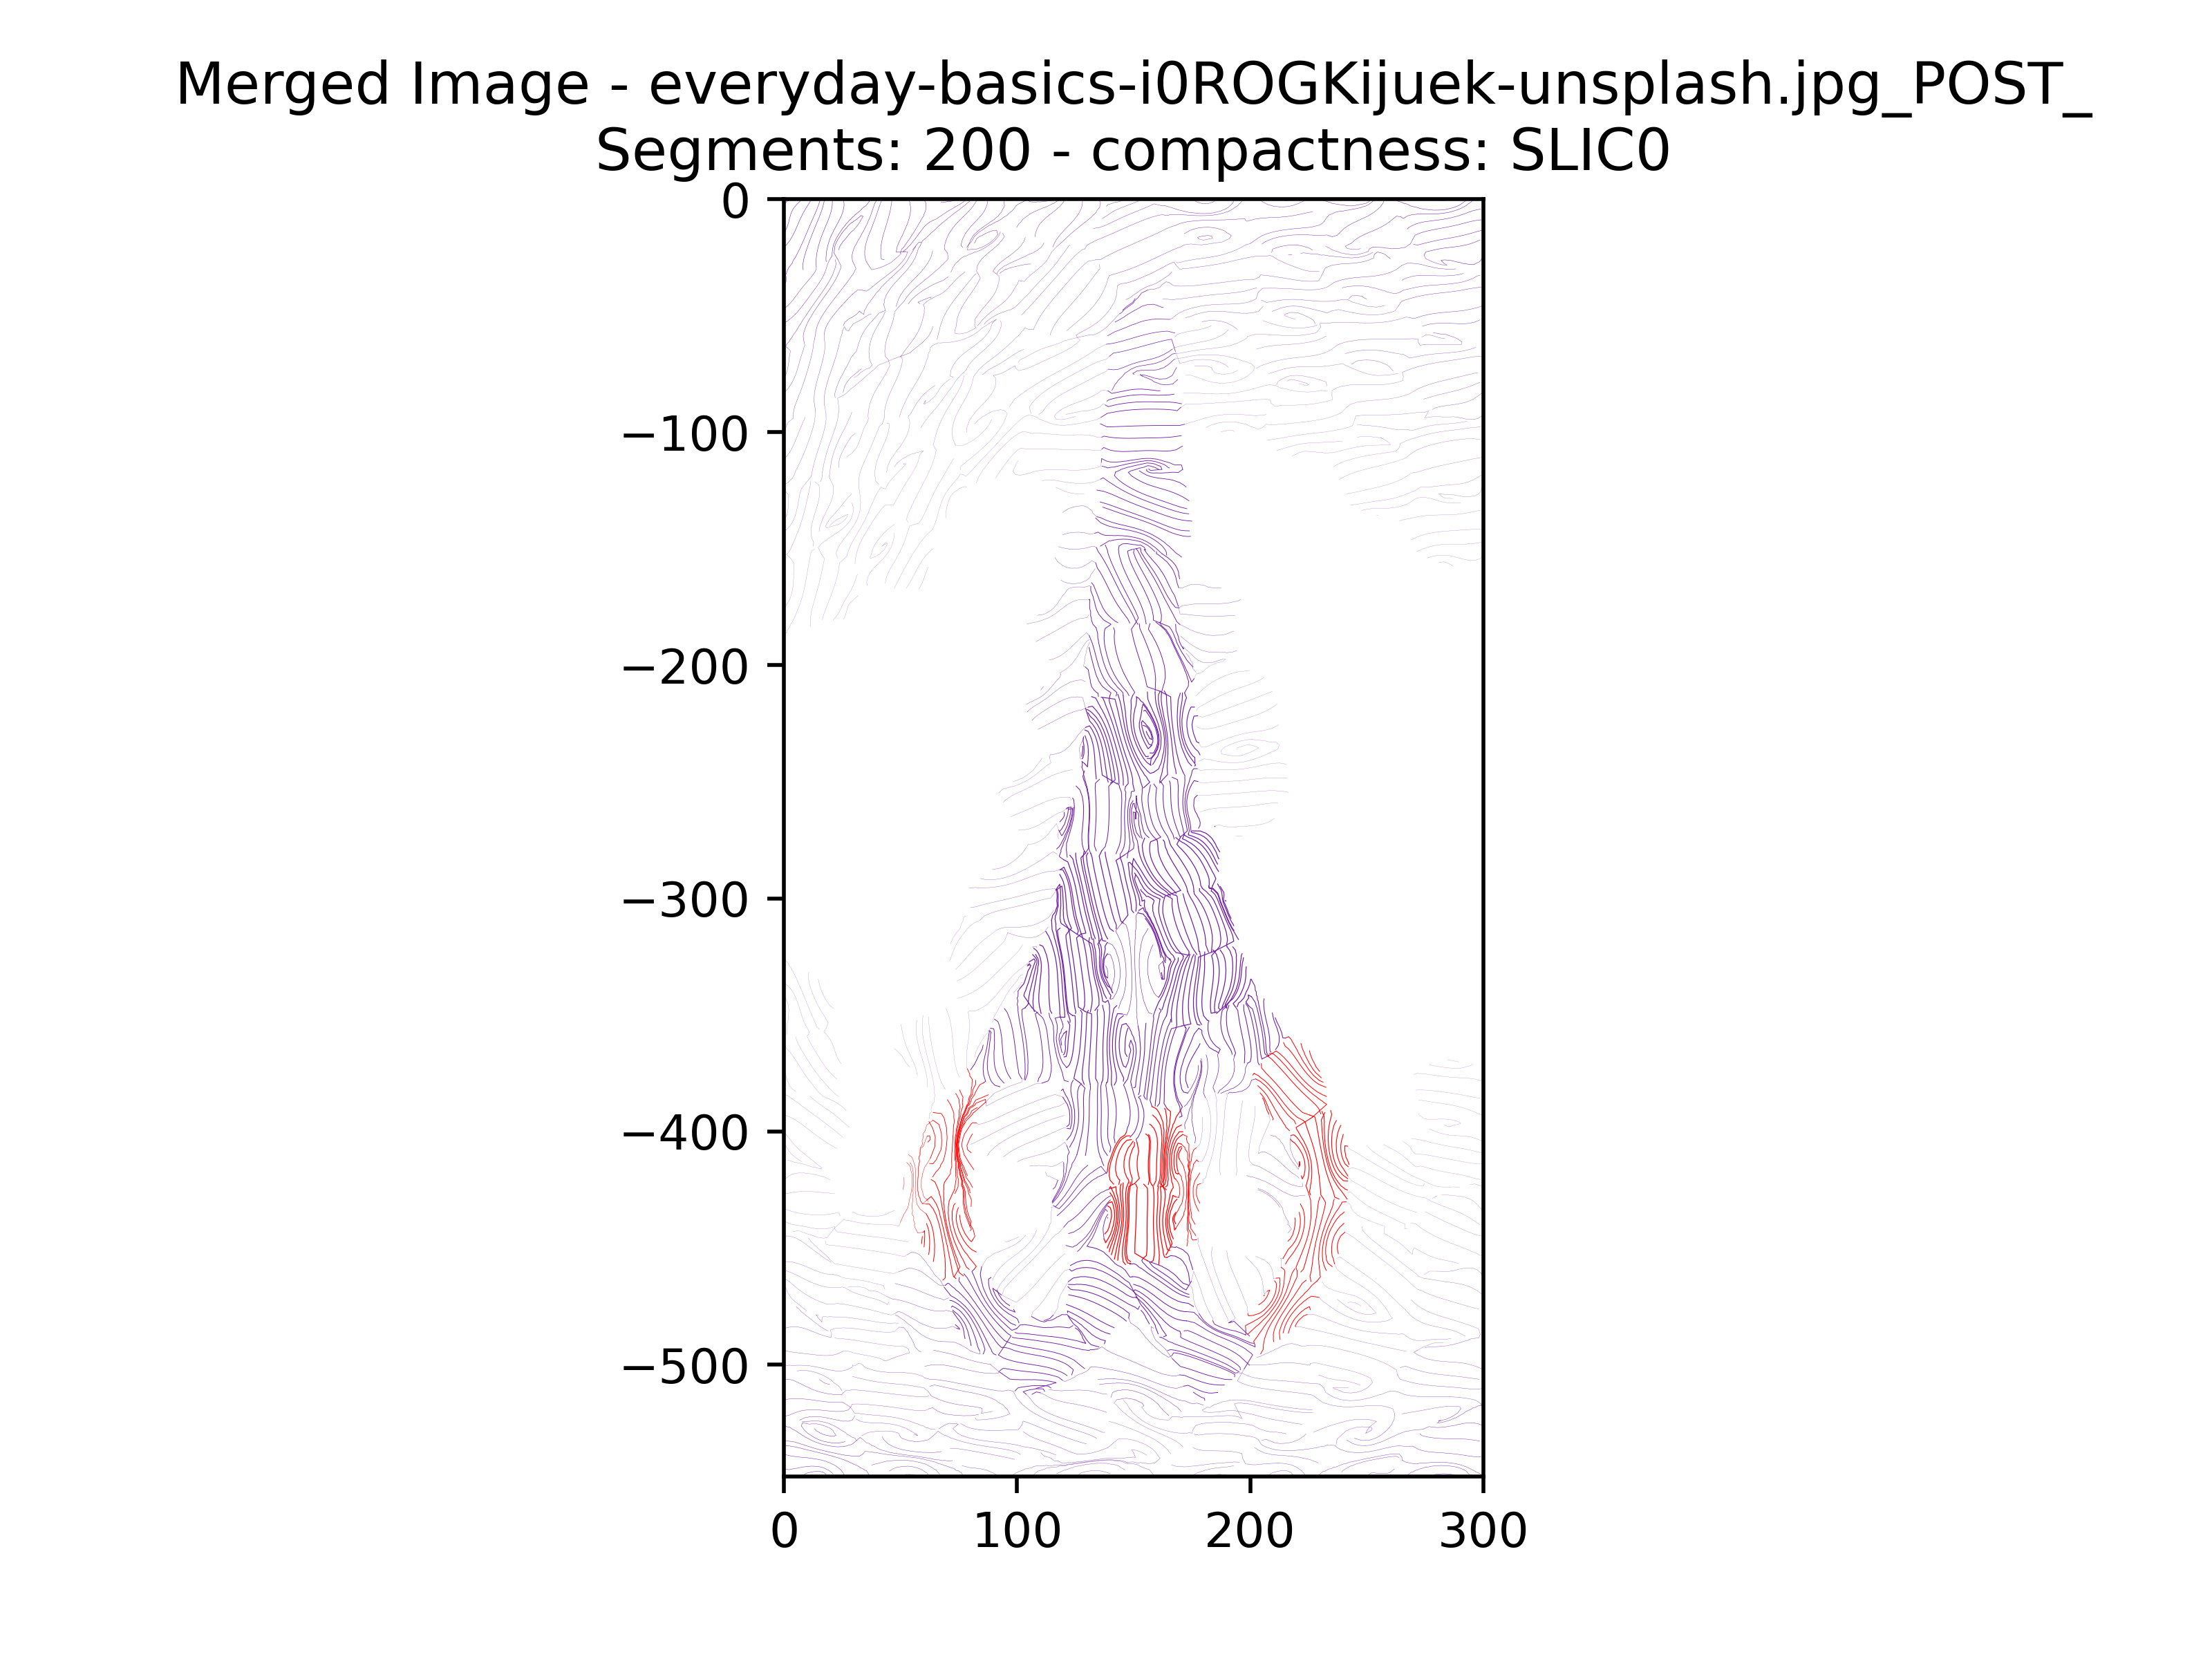 Merged Image - everyday-basics-i0ROGKijuek-unsplash.jpg_POST_
Segments: 200 - compactness: SLIC0
0
−100
−200
−300
−400
−500
0 100 200 300